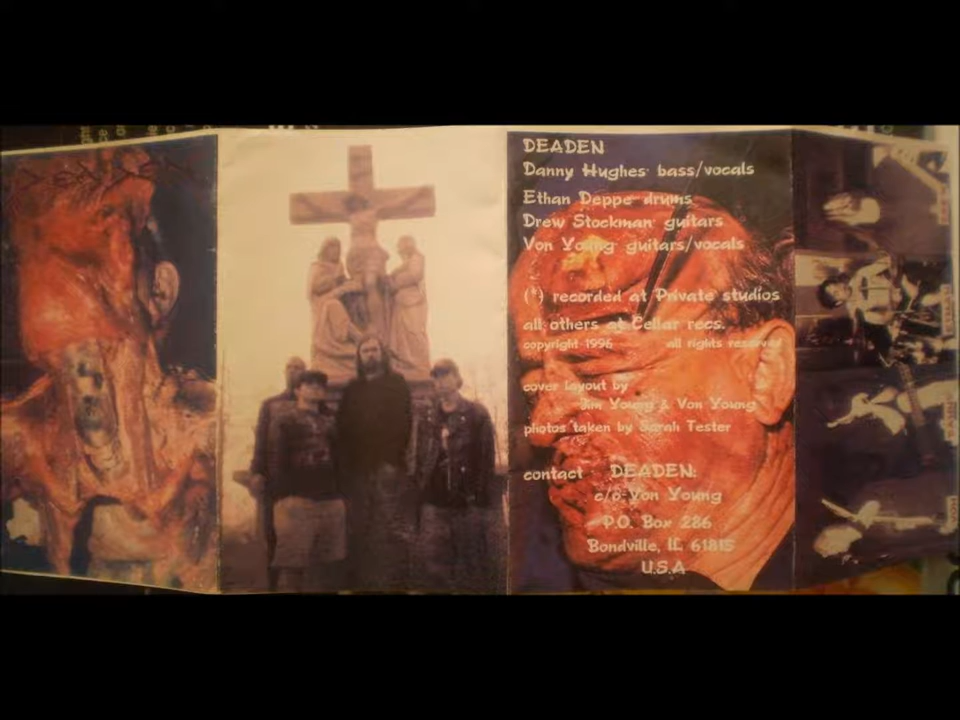 DEADEN
Danny Hughes bass/vocals
Ethan Deppe drums
Drew Stockman guitars
Von Young guitars/vocals
(*) recorded at Private studios
all others at Cellar recs.
copyright 1996 all rights reserved
cover layout by
Jim Young & Von Young
photos taken by Sarah Tester
contact DEADEN:
c/o Von Young
P.O. Box 286
Bondville, IL 61815
U.S.A